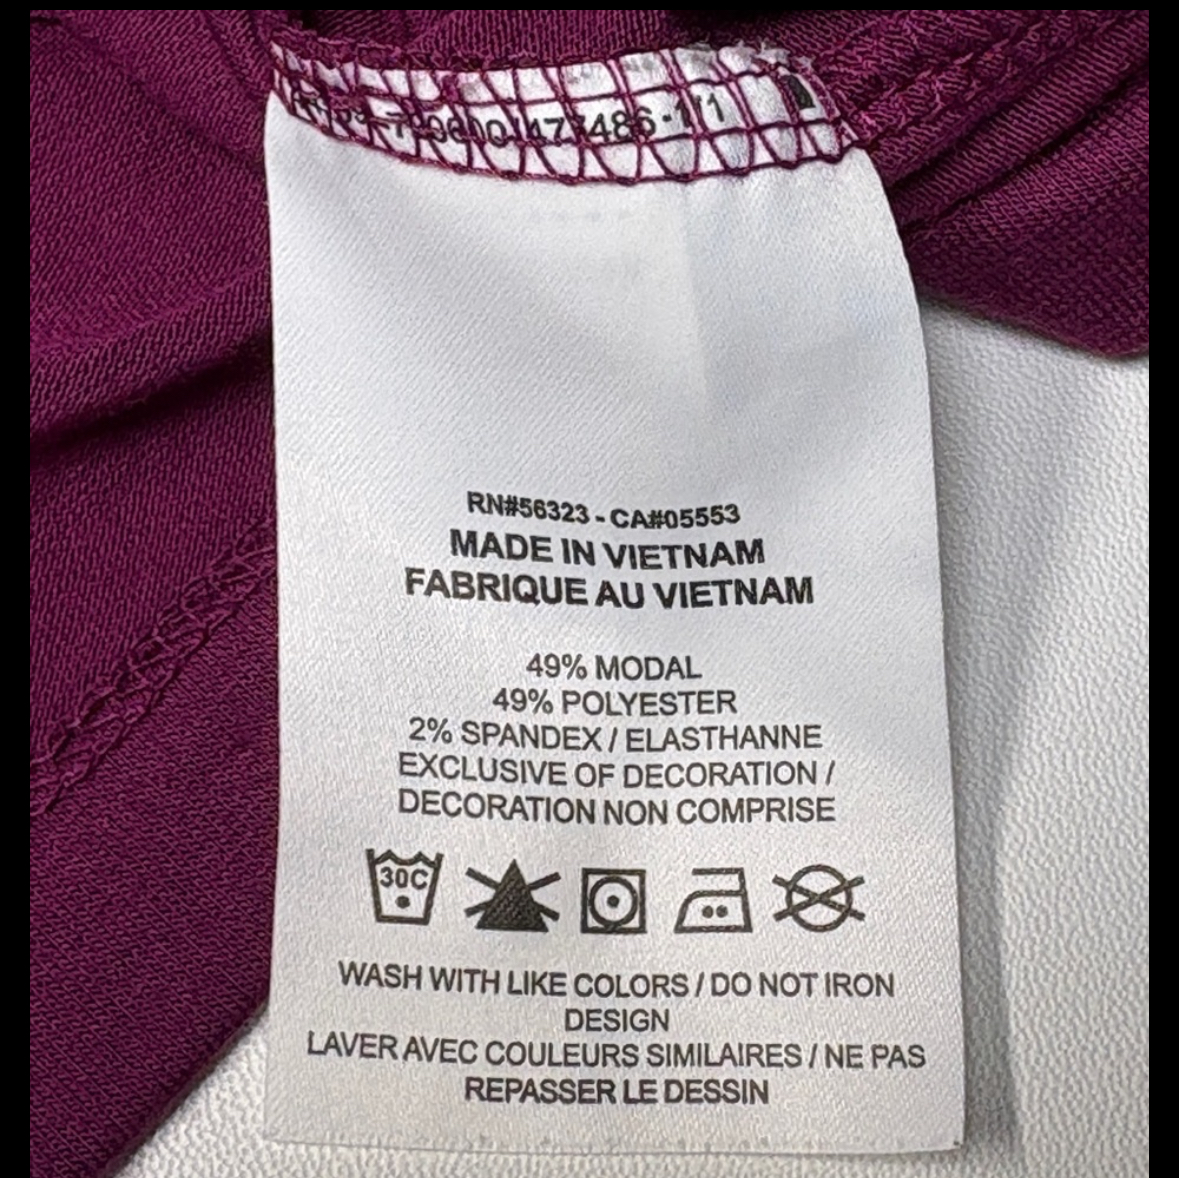 RN#56323 - CA#05553
MADE IN VIETNAM
FABRIQUE AU VIETNAM
49% MODAL
49% POLYESTER
2% SPANDEX / ELASTHANNE
EXCLUSIVE OF DECORATION /
DECORATION NON COMPRISE
30C
WASH WITH LIKE COLORS / DO NOT IRON
DESIGN
LAVER AVEC COULEURS SIMILAIRES / NE PAS
REPASSER LE DESSIN